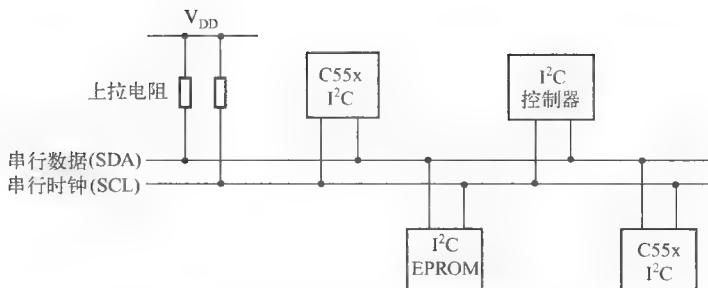 V_DD
上拉电阻
C55x
I²C
I²C
控制器
串行数据(SDA)
串行时钟(SCL)
I²C
EPROM
C55x
I²C